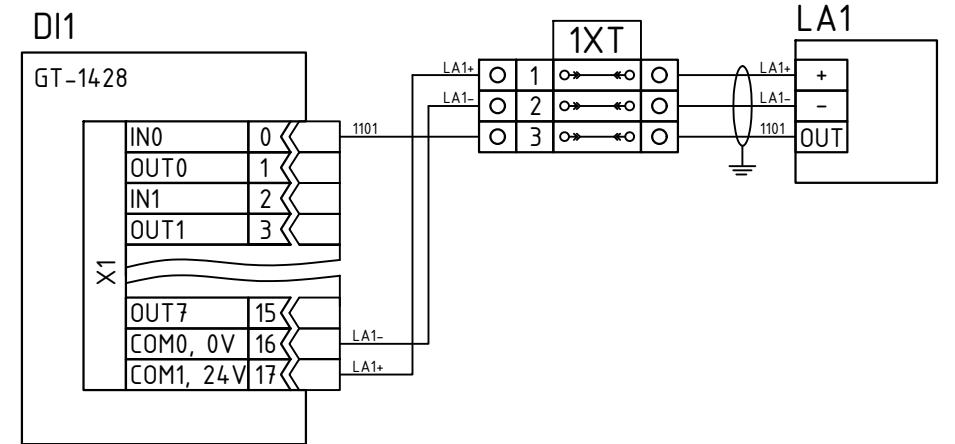 DI1
1XT
LA1
GT-1428
LA1+ 1 LA1+ +
LA1- 2 LA1- -
1101 3 1101 OUT
X1
IN0 0 1101
OUT0 1
IN1 2
OUT1 3
OUT7 15
COM0, 0V 16 LA1-
COM1, 24V 17 LA1+